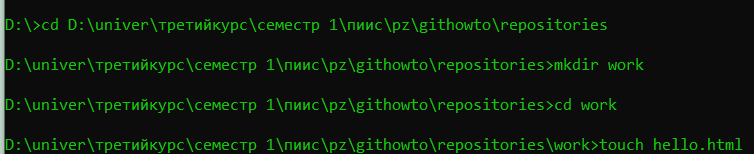 D:\>cd D:\univer\третийкурс\семестр 1\пиис\pz\githowto\repositories
D:\univer\третийкурс\семестр 1\пиис\pz\githowto\repositories>mkdir work
D:\univer\третийкурс\семестр 1\пиис\pz\githowto\repositories>cd work
D:\univer\третийкурс\семестр 1\пиис\pz\githowto\repositories\work>touch hello.html